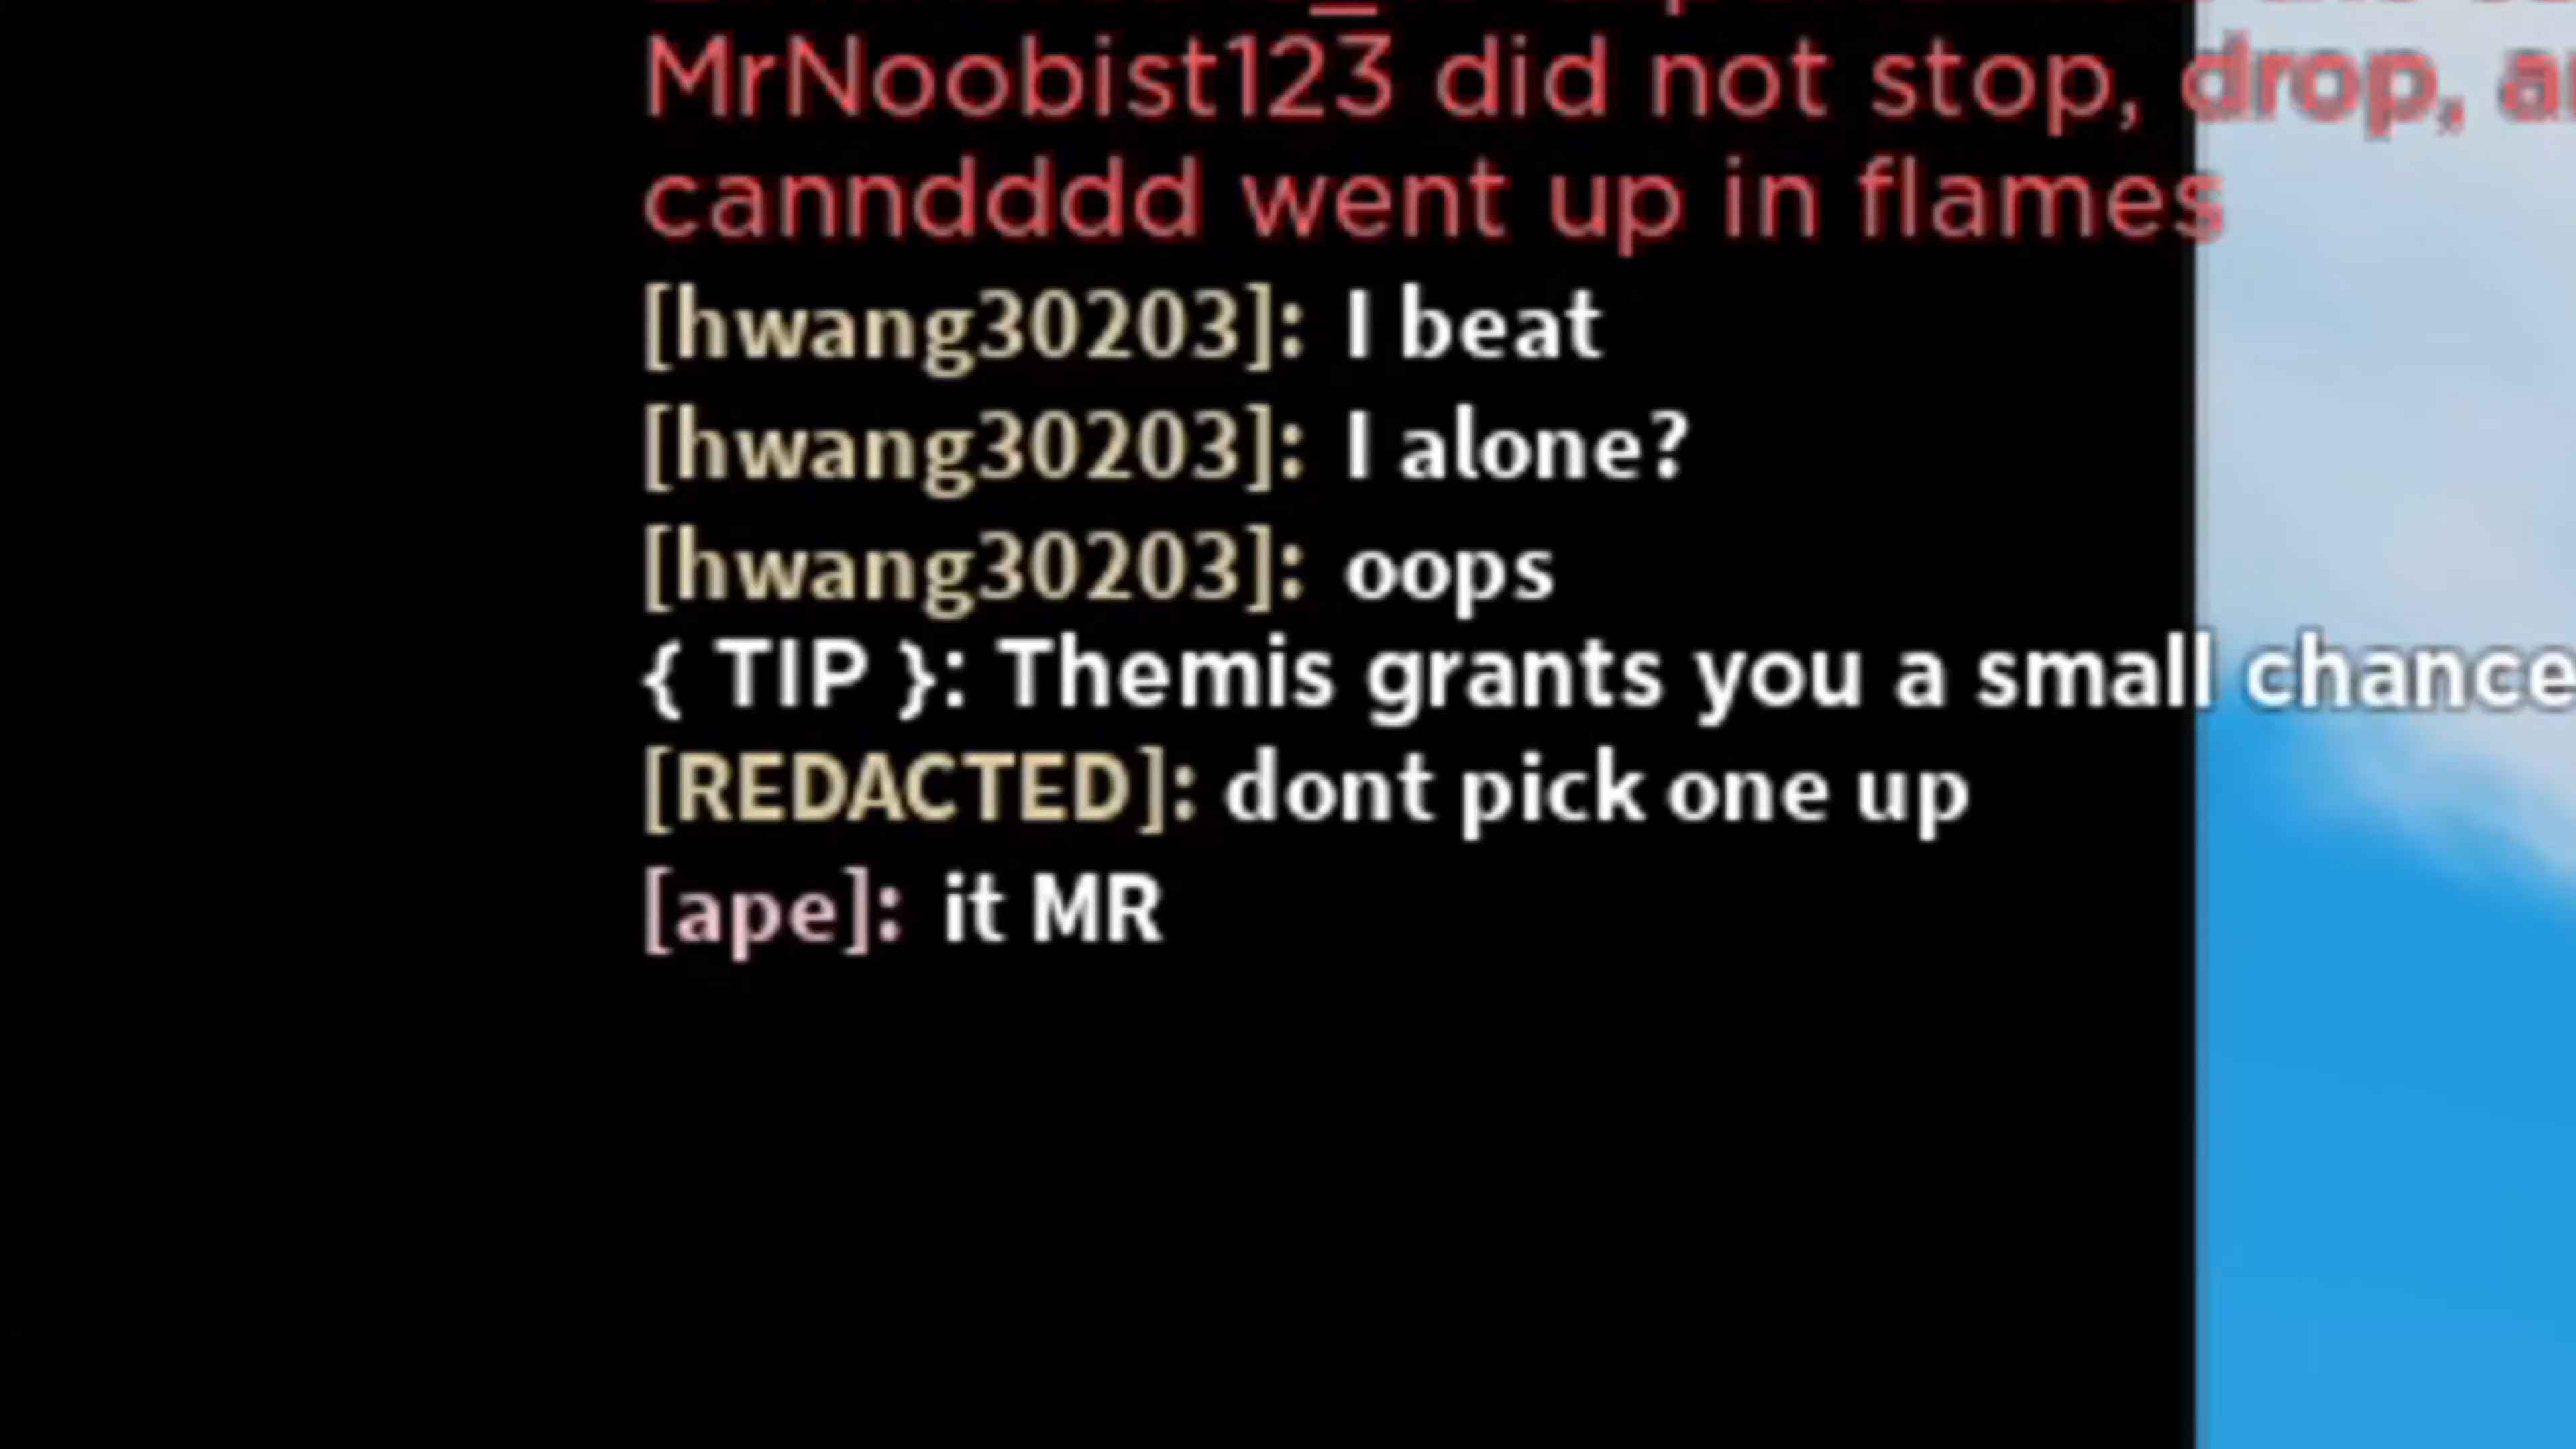 MrNoobist123 did not stop, drop,
canndddd went up in flames
[hwang30203]: I beat
[hwang30203]: I alone?
[hwang30203]: oops
{ TIP }: Themis grants you a small chance
[REDACTED]: dont pick one up
[ape]: it MR